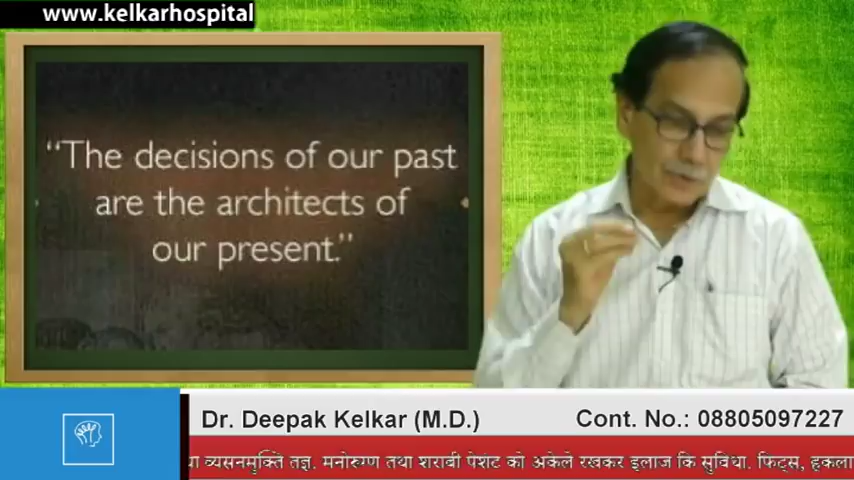 www.kelkarhospital
“The decisions of our past
are the architects of
our present.”
Dr. Deepak Kelkar (M.D.) Cont. No.: 08805097227
था व्यसनमुक्ति तज्ञ. मनोरुग्ण तथा शराबी पेशंट को अकेले रखकर इलाज कि सुविधा. फिट्स, हकला